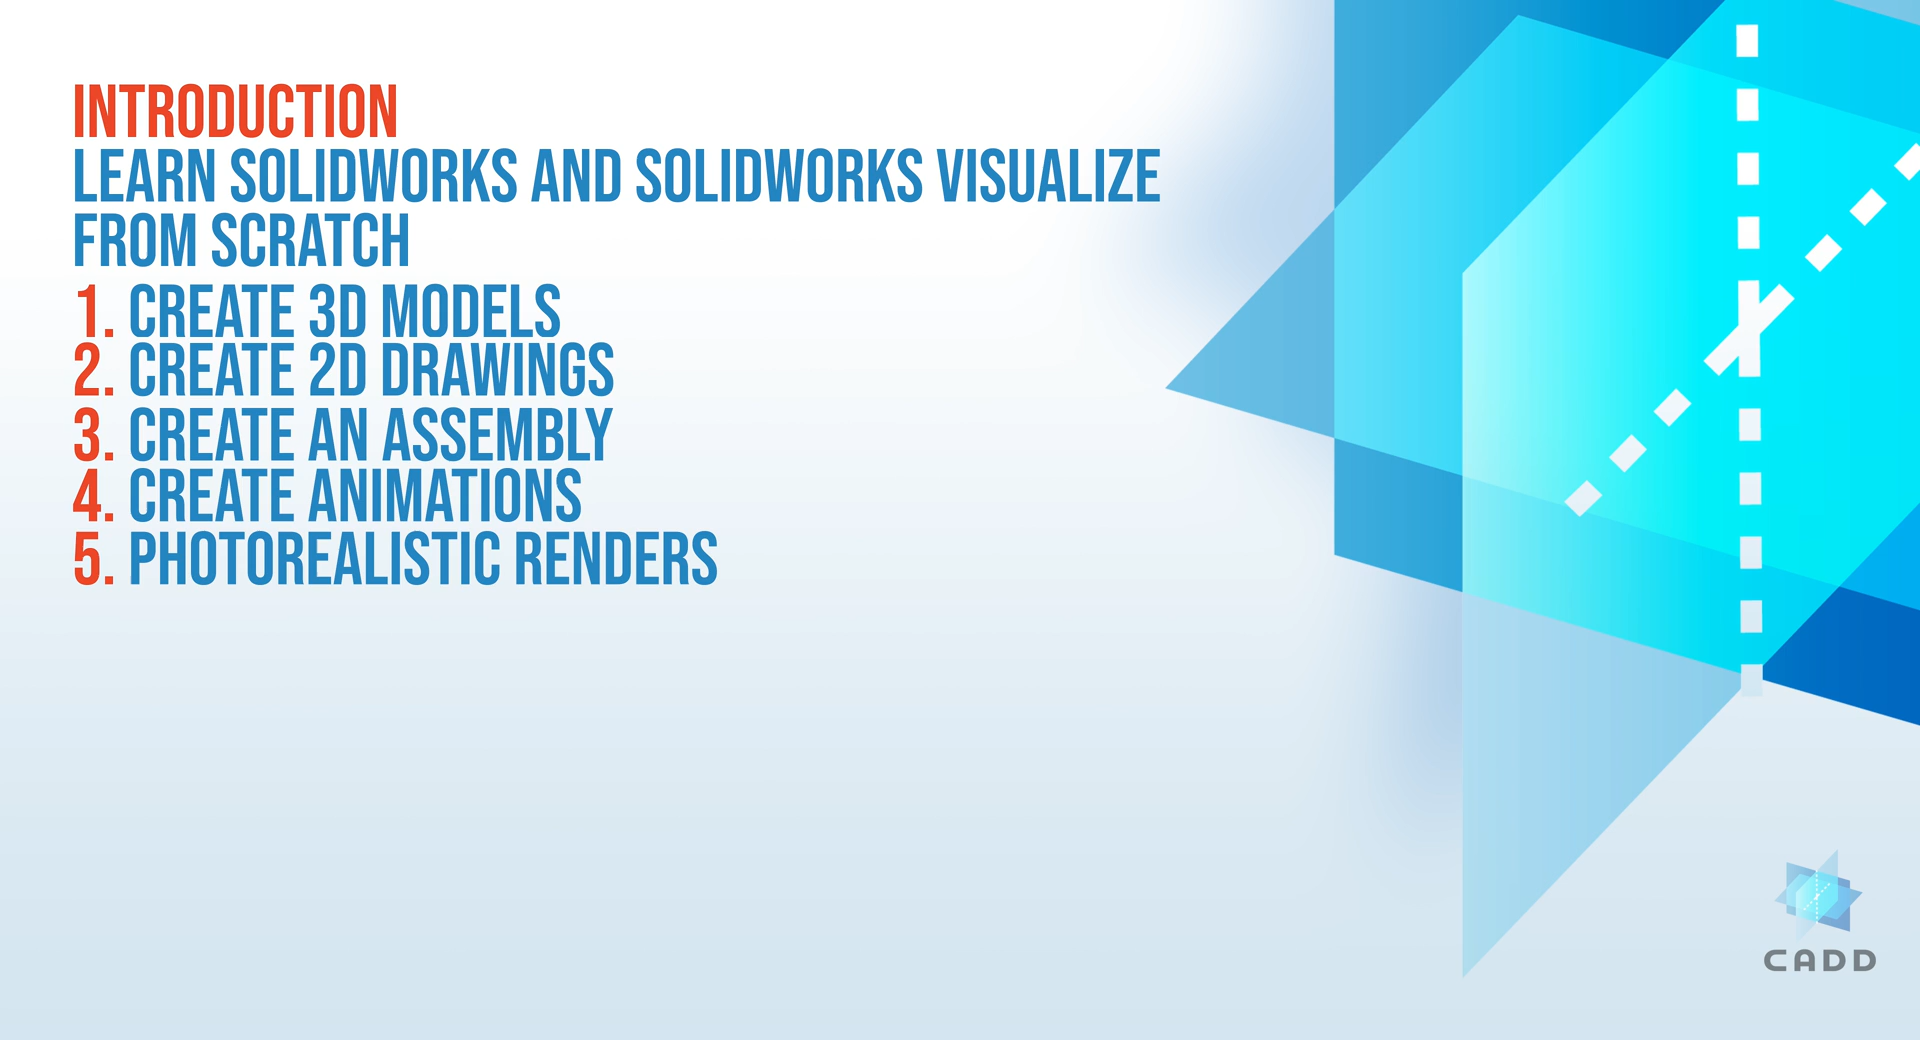 INTRODUCTION
LEARN SOLIDWORKS AND SOLIDWORKS VISUALIZE
FROM SCRATCH
1. CREATE 3D MODELS
2. CREATE 2D DRAWINGS
3. CREATE AN ASSEMBLY
4. CREATE ANIMATIONS
5. PHOTOREALISTIC RENDERS
CADD